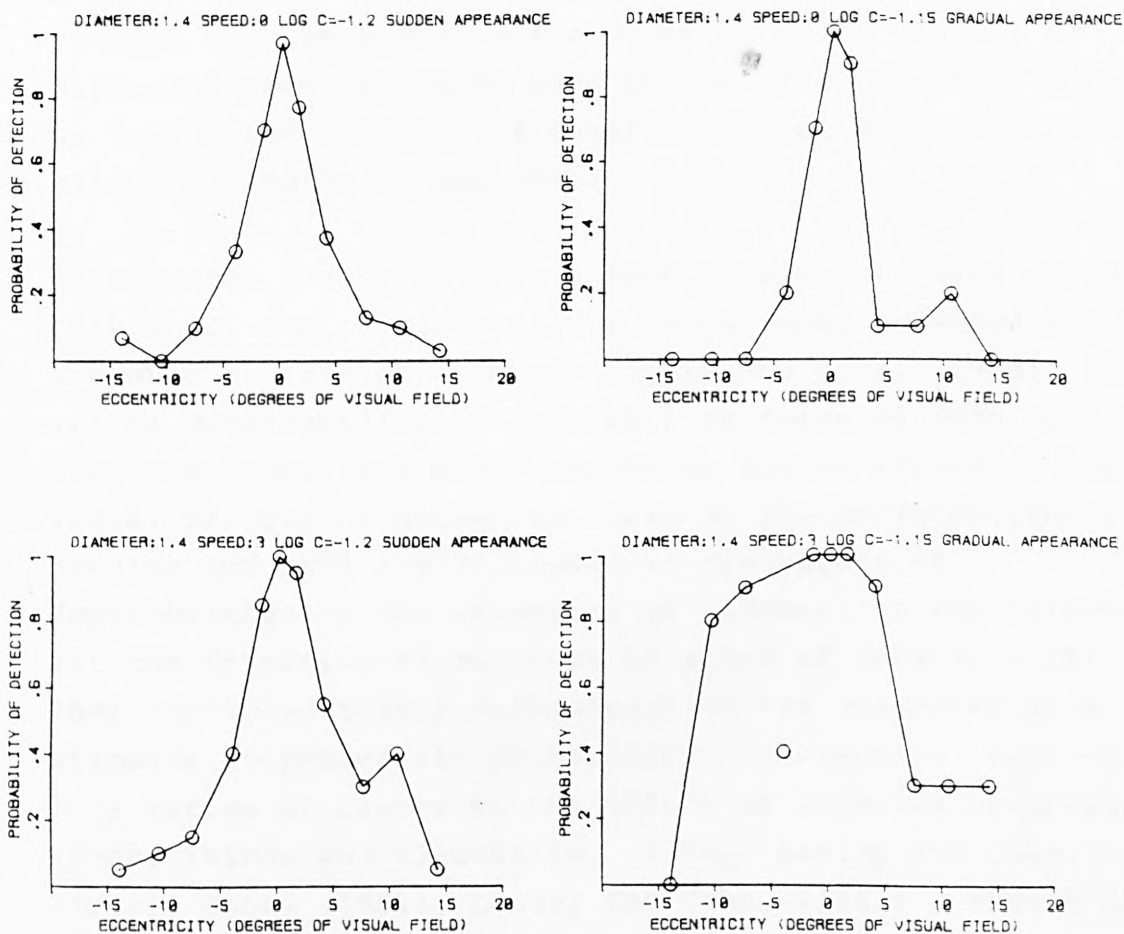 DIAMETER:1.4 SPEED:0 LOG C=-1.2 SUDDEN APPEARANCE
PROBABILITY OF DETECTION
1
.8
.6
.4
.2
-15 -10 -5 0 5 10 15 20
ECCENTRICITY (DEGREES OF VISUAL FIELD)
DIAMETER:1.4 SPEED:0 LOG C=-1.15 GRADUAL APPEARANCE
PROBABILITY OF DETECTION
1
.8
.6
.4
.2
-15 -10 -5 0 5 10 15 20
ECCENTRICITY (DEGREES OF VISUAL FIELD)
DIAMETER:1.4 SPEED:3 LOG C=-1.2 SUDDEN APPEARANCE
PROBABILITY OF DETECTION
1
.8
.6
.4
.2
-15 -10 -5 0 5 10 15 20
ECCENTRICITY (DEGREES OF VISUAL FIELD)
DIAMETER:1.4 SPEED:3 LOG C=-1.15 GRADUAL APPEARANCE
PROBABILITY OF DETECTION
1
.8
.6
.4
.2
-15 -10 -5 0 5 10 15 20
ECCENTRICITY (DEGREES OF VISUAL FIELD)